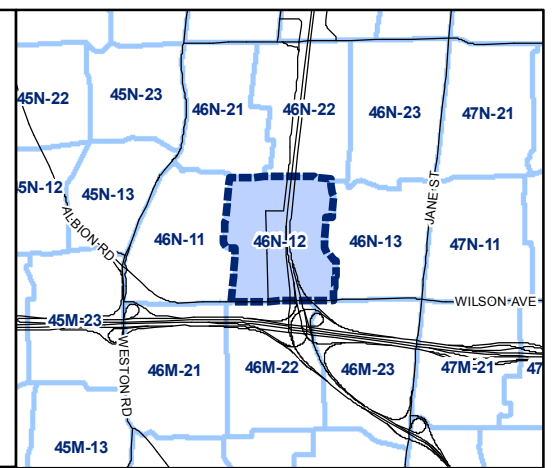 45N-22
45N-23
46N-21
46N-22
46N-23
47N-21
5N-12
45N-13
ALBION RD
46N-11
46N-12
46N-13
JANE ST
47N-11
WILSON AVE
45M-23
WESTON RD
46M-21
46M-22
46M-23
47M-21
47
45M-13